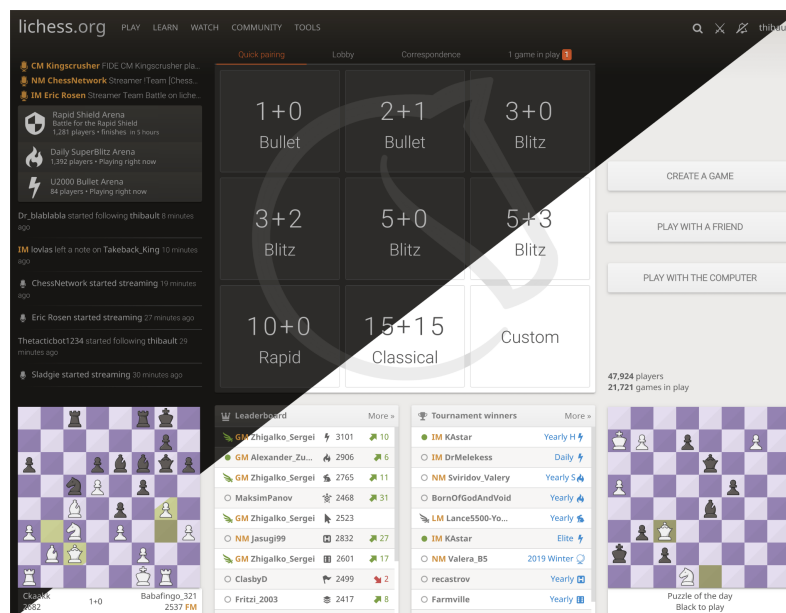 lichess.org PLAY LEARN WATCH COMMUNITY TOOLS
CM Kingscrusher FIDE CM Kingscrusher pla...
NM ChessNetwork Streamer !Team [Chess...
IM Eric Rosen Streamer Team Battle on liche...
Rapid Shield Arena
Battle for the Rapid Shield
1,281 players • finishes in 5 hours
Daily SuperBlitz Arena
1,392 players • Playing right now
U2000 Bullet Arena
84 players • Playing right now
Dr_blablabla started following thibault 8 minutes
ago
IM lovlas left a note on Takeback_King 10 minutes
ago
ChessNetwork started streaming 19 minutes
ago
Eric Rosen started streaming 27 minutes ago
Thetacticbot1234 started following thibault 29
minutes ago
Sladgie started streaming 30 minutes ago
Quick pairing Lobby Correspondence 1 game in play 1
1+0
Bullet
2+1
Bullet
3+0
Blitz
3+2
Blitz
5+0
Blitz
5+3
Blitz
10+0
Rapid
15+15
Classical
Custom
CREATE A GAME
PLAY WITH A FRIEND
PLAY WITH THE COMPUTER
47,924 players
21,721 games in play
Ckaakk
2682
1+0
Babafingo_321
2537 FM
Leaderboard More »
GM Zhigalko_Sergei 3101 10
GM Alexander_Zu... 2906 6
GM Zhigalko_Sergei 2765 11
MaksimPanov 2468 31
GM Zhigalko_Sergei 2523
NM Jasugi99 2832 27
GM Zhigalko_Sergei 2601 17
ClasbyD 2499 2
Fritzi_2003 2417 8
Tournament winners More »
IM KAstar Yearly H
IM DrMelekess Daily
NM Sviridov_Valery Yearly S
BornOfGodAndVoid Yearly
LM Lance5500-Yo... Yearly
IM KAstar Elite
NM Valera_B5 2019 Winter
recastrov Yearly
Farmville Yearly
Puzzle of the day
Black to play